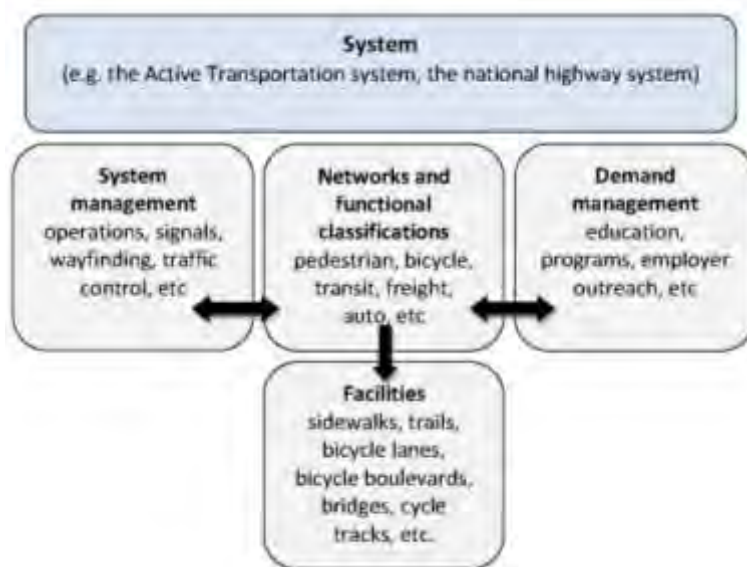 System
(e.g. the Active Transportation system, the national highway system)
System
management
operations, signals,
wayfinding, traffic
control, etc
Networks and
functional
classifications
pedestrian, bicycle,
transit, freight,
auto, etc
Demand
management
education,
programs, employer
outreach, etc
Facilities
sidewalks, trails,
bicycle lanes,
bicycle boulevards,
bridges, cycle
tracks, etc.